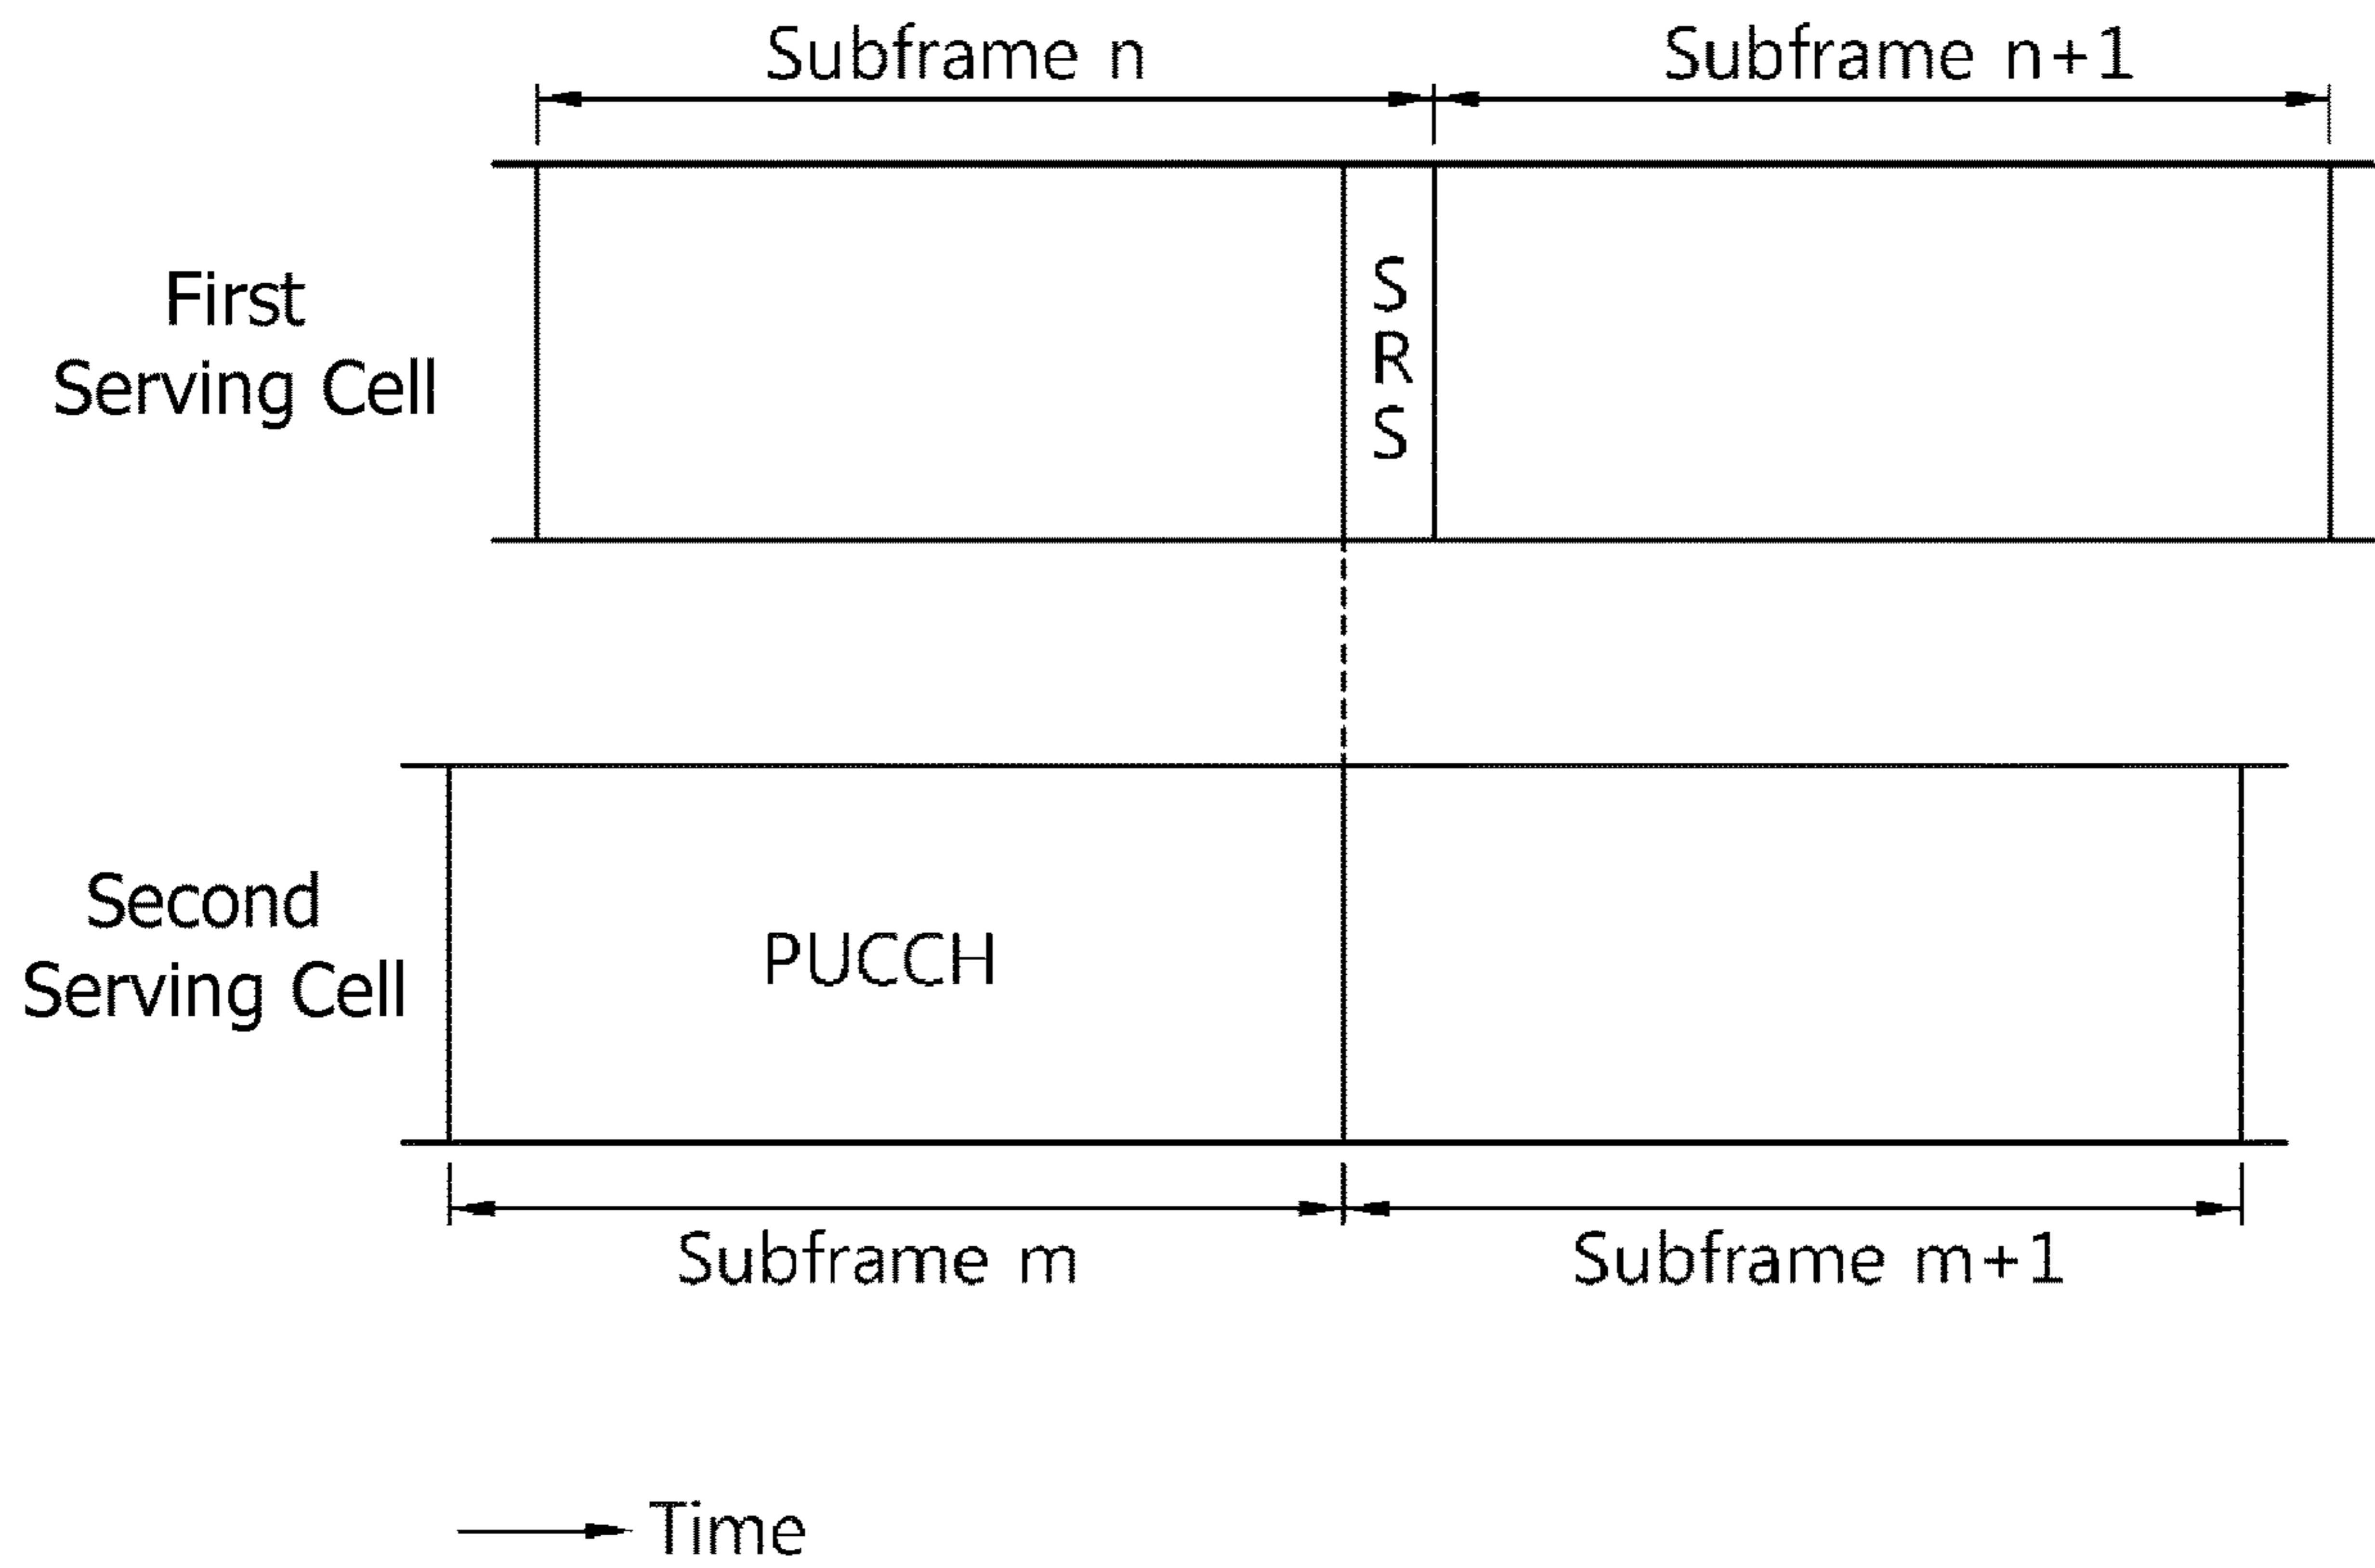 Subframe n
Subframe n+1
First
Serving Cell
S
R
S
Second
Serving Cell
PUCCH
Subframe m
Subframe m+1
Time